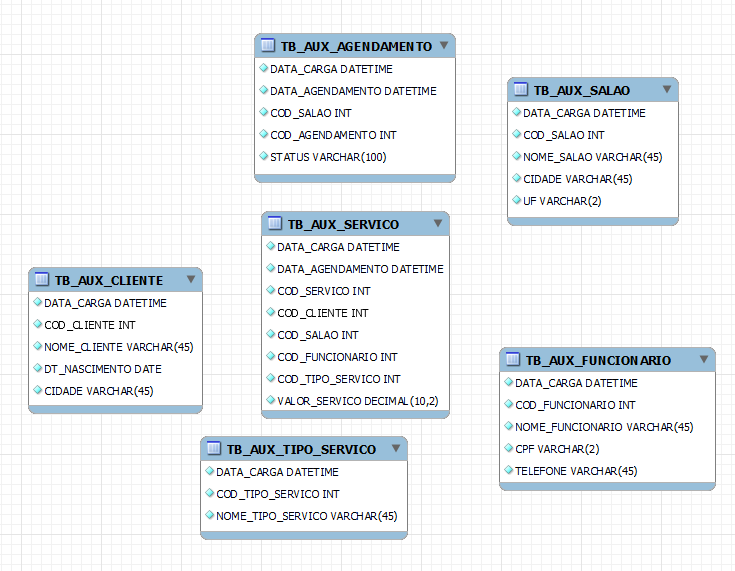 TB_AUX_AGENDAMENTO
DATA_CARGA DATETIME
DATA_AGENDAMENTO DATETIME
COD_SALAO INT
COD_AGENDAMENTO INT
STATUS VARCHAR(100)
TB_AUX_SALAO
DATA_CARGA DATETIME
COD_SALAO INT
NOME_SALAO VARCHAR(45)
CIDADE VARCHAR(45)
UF VARCHAR(2)
TB_AUX_SERVICO
DATA_CARGA DATETIME
DATA_AGENDAMENTO DATETIME
COD_SERVICO INT
COD_CLIENTE INT
COD_SALAO INT
COD_FUNCIONARIO INT
COD_TIPO_SERVICO INT
VALOR_SERVICO DECIMAL(10,2)
TB_AUX_CLIENTE
DATA_CARGA DATETIME
COD_CLIENTE INT
NOME_CLIENTE VARCHAR(45)
DT_NASCIMENTO DATE
CIDADE VARCHAR(45)
TB_AUX_FUNCIONARIO
DATA_CARGA DATETIME
COD_FUNCIONARIO INT
NOME_FUNCIONARIO VARCHAR(45)
CPF VARCHAR(2)
TELEFONE VARCHAR(45)
TB_AUX_TIPO_SERVICO
DATA_CARGA DATETIME
COD_TIPO_SERVICO INT
NOME_TIPO_SERVICO VARCHAR(45)